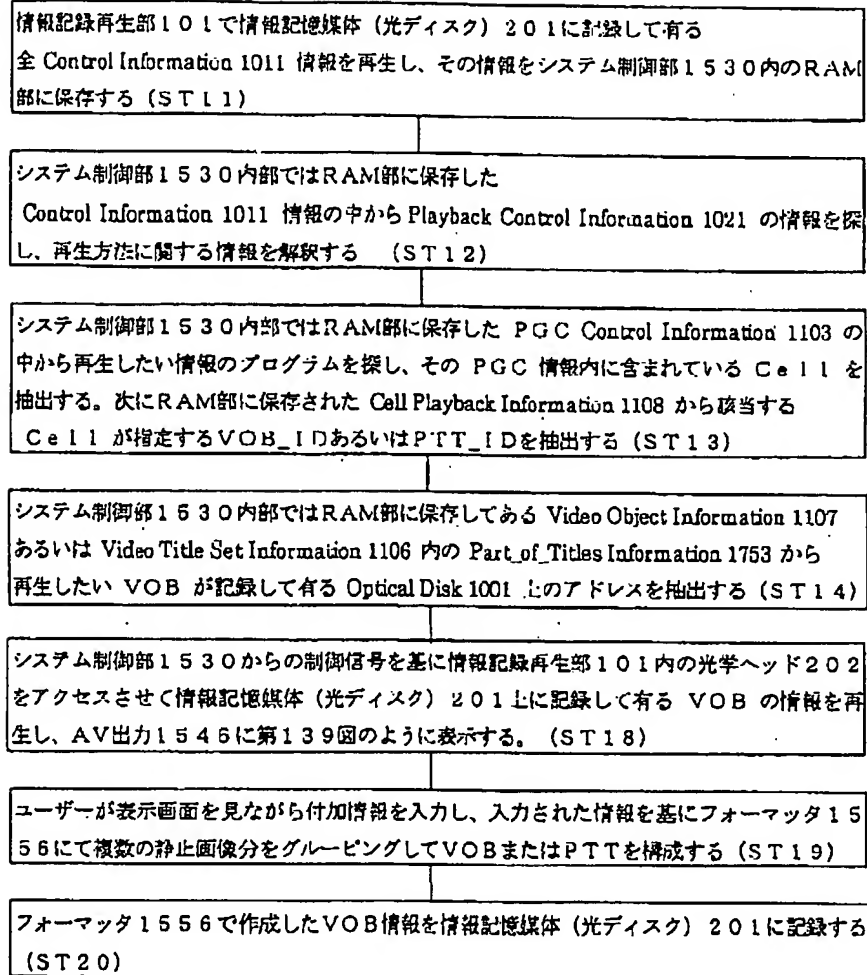 情報記録再生部101で情報記憶媒体（光ディスク）201に記録して有る
全 Control Information 1011 情報を再生し、その情報をシステム制御部1530内のRAM
部に保存する（ST11）
システム制御部1530内部ではRAM部に保存した
Control Information 1011 情報の中から Playback Control Information 1021 の情報を探
し、再生方法に関する情報を解釈する （ST12）
システム制御部1530内部ではRAM部に保存した PGC Control Information 1103 の
中から再生したい情報のプログラムを探し、その PGC 情報内に含まれている Cell を
抽出する。次にRAM部に保存された Cell Playback Information 1108 から該当する
Cell が指定するVOB_IDあるいはPTT_IDを抽出する（ST13）
システム制御部1530内部ではRAM部に保存してある Video Object Information 1107
あるいは Video Title Set Information 1106 内の Part_of_Titles Information 1753 から
再生したい VOB が記録して有る Optical Disk 1001 上のアドレスを抽出する（ST14）
システム制御部1530からの制御信号を基に情報記録再生部101内の光学ヘッド202
をアクセスさせて情報記憶媒体（光ディスク）201上に記録して有る VOB の情報を再
生し、AV出力1546に第139図のように表示する。（ST18）
ユーザーが表示画面を見ながら付加情報を入力し、入力された情報を基にフォーマッタ15
56にて複数の静止画像分をグルーピングしてVOBまたはPTTを構成する（ST19）
フォーマッタ1556で作成したVOB情報を情報記憶媒体（光ディスク）201に記録する
（ST20）